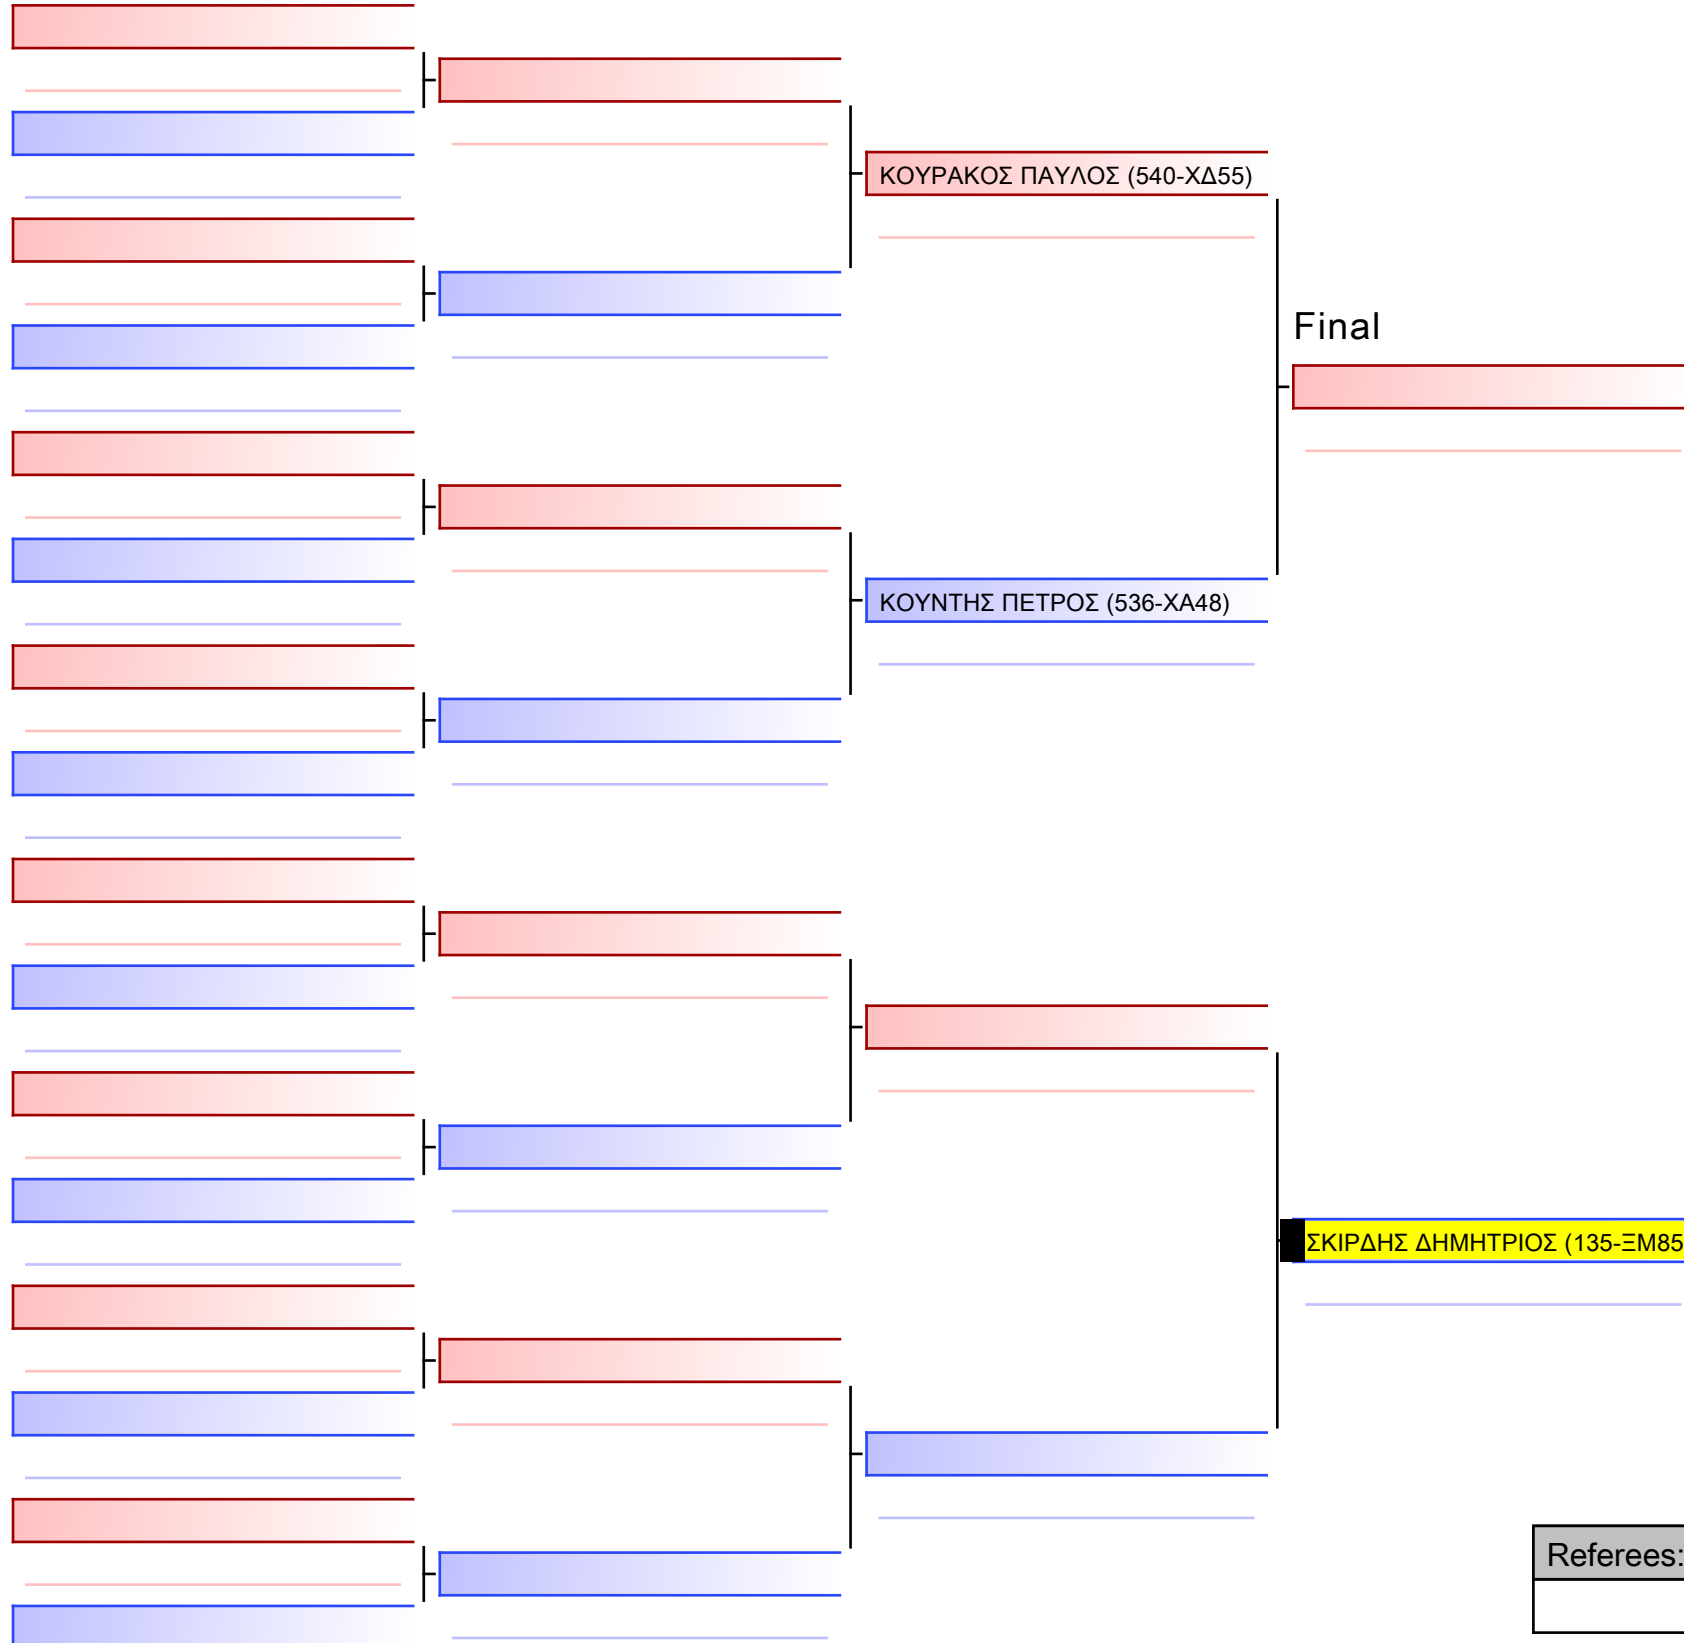 ΚΟΥΡΑΚΟΣ ΠΑΥΛΟΣ (540-ΧΔ55)
Final
ΚΟΥΝΤΗΣ ΠΕΤΡΟΣ (536-ΧΑ48)
ΣΚΙΡΔΗΣ ΔΗΜΗΤΡΙΟΣ (135-ΞΜ85
Referees: